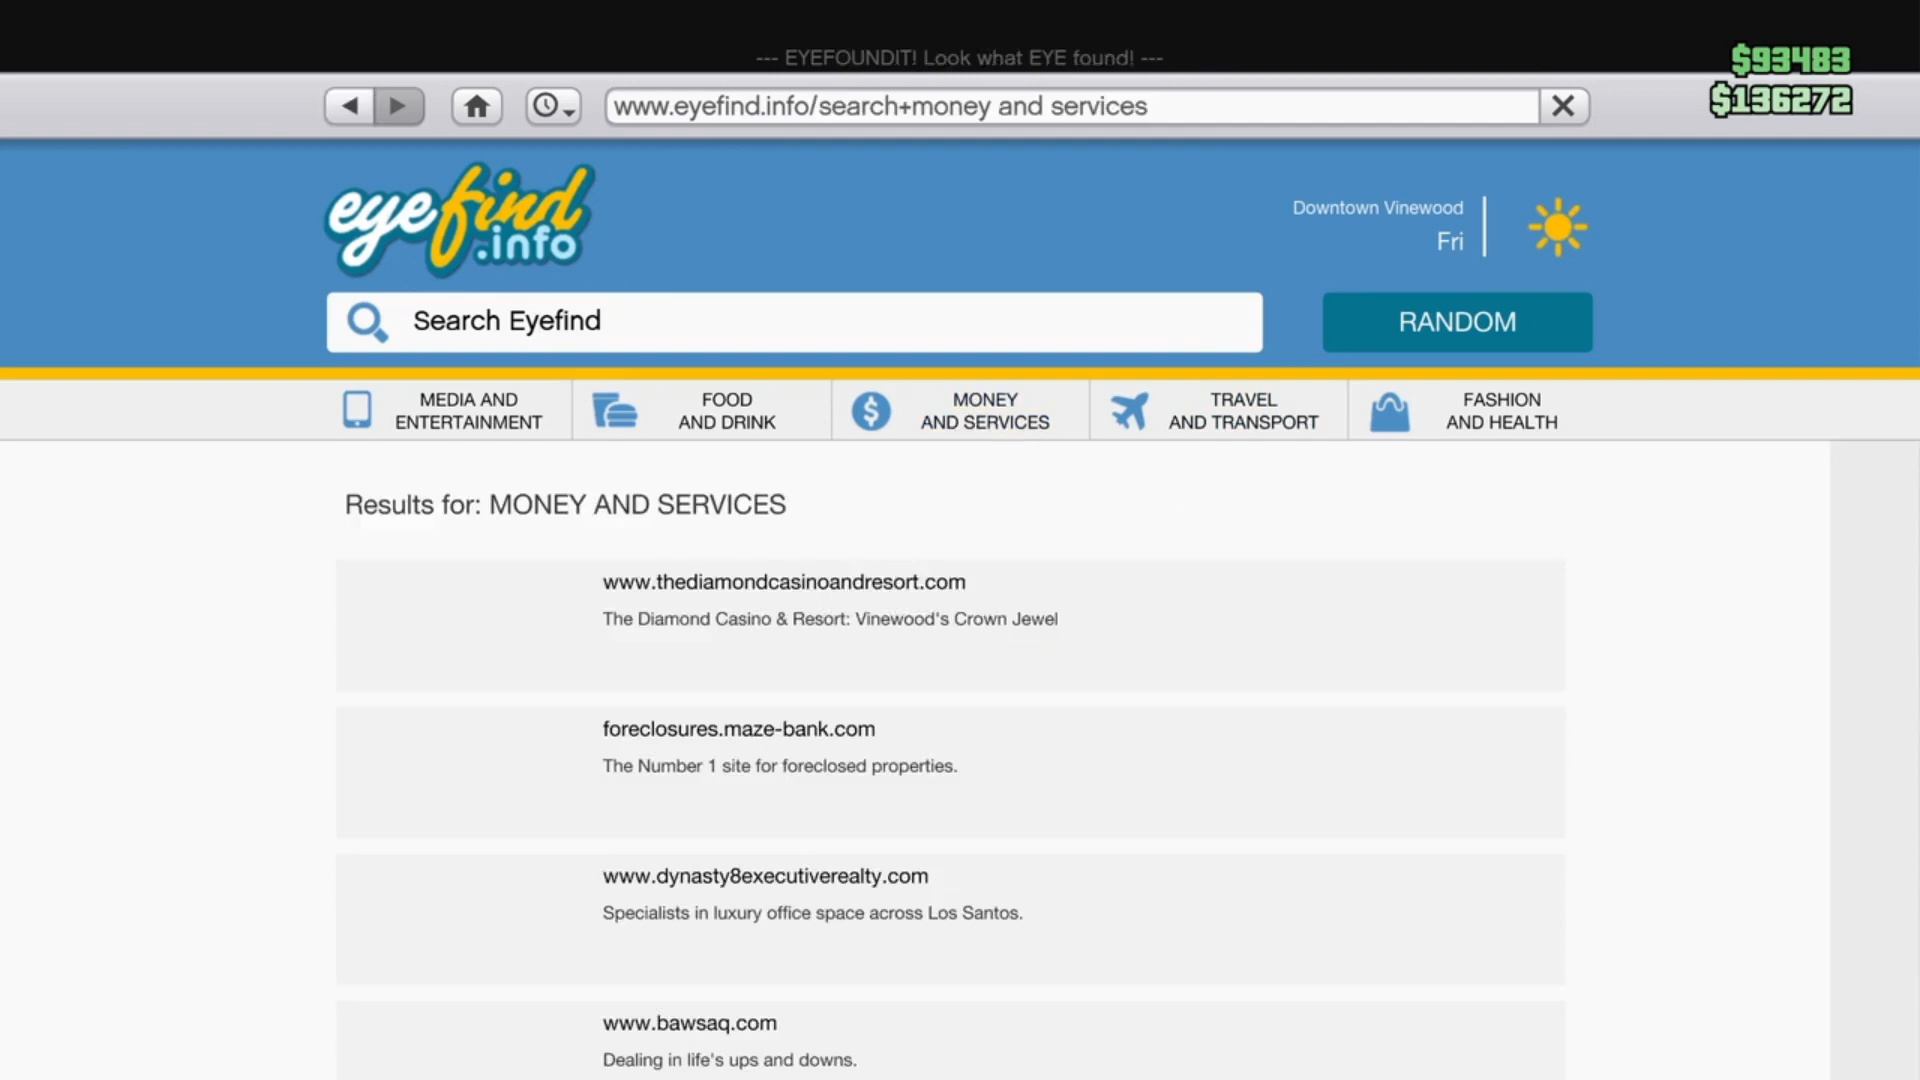 --- EYEFOUNDIT! Look what EYE found! ---
$93483
$136272
www.eyefind.info/search+money and services
eyefind
.info
Downtown Vinewood
Fri
Search Eyefind
RANDOM
MEDIA AND
ENTERTAINMENT
FOOD
AND DRINK
MONEY
AND SERVICES
TRAVEL
AND TRANSPORT
FASHION
AND HEALTH
Results for: MONEY AND SERVICES
www.thediamondcasinoandresort.com
The Diamond Casino & Resort: Vinewood's Crown Jewel
foreclosures.maze-bank.com
The Number 1 site for foreclosed properties.
www.dynasty8executiverealty.com
Specialists in luxury office space across Los Santos.
www.bawsaq.com
Dealing in life's ups and downs.